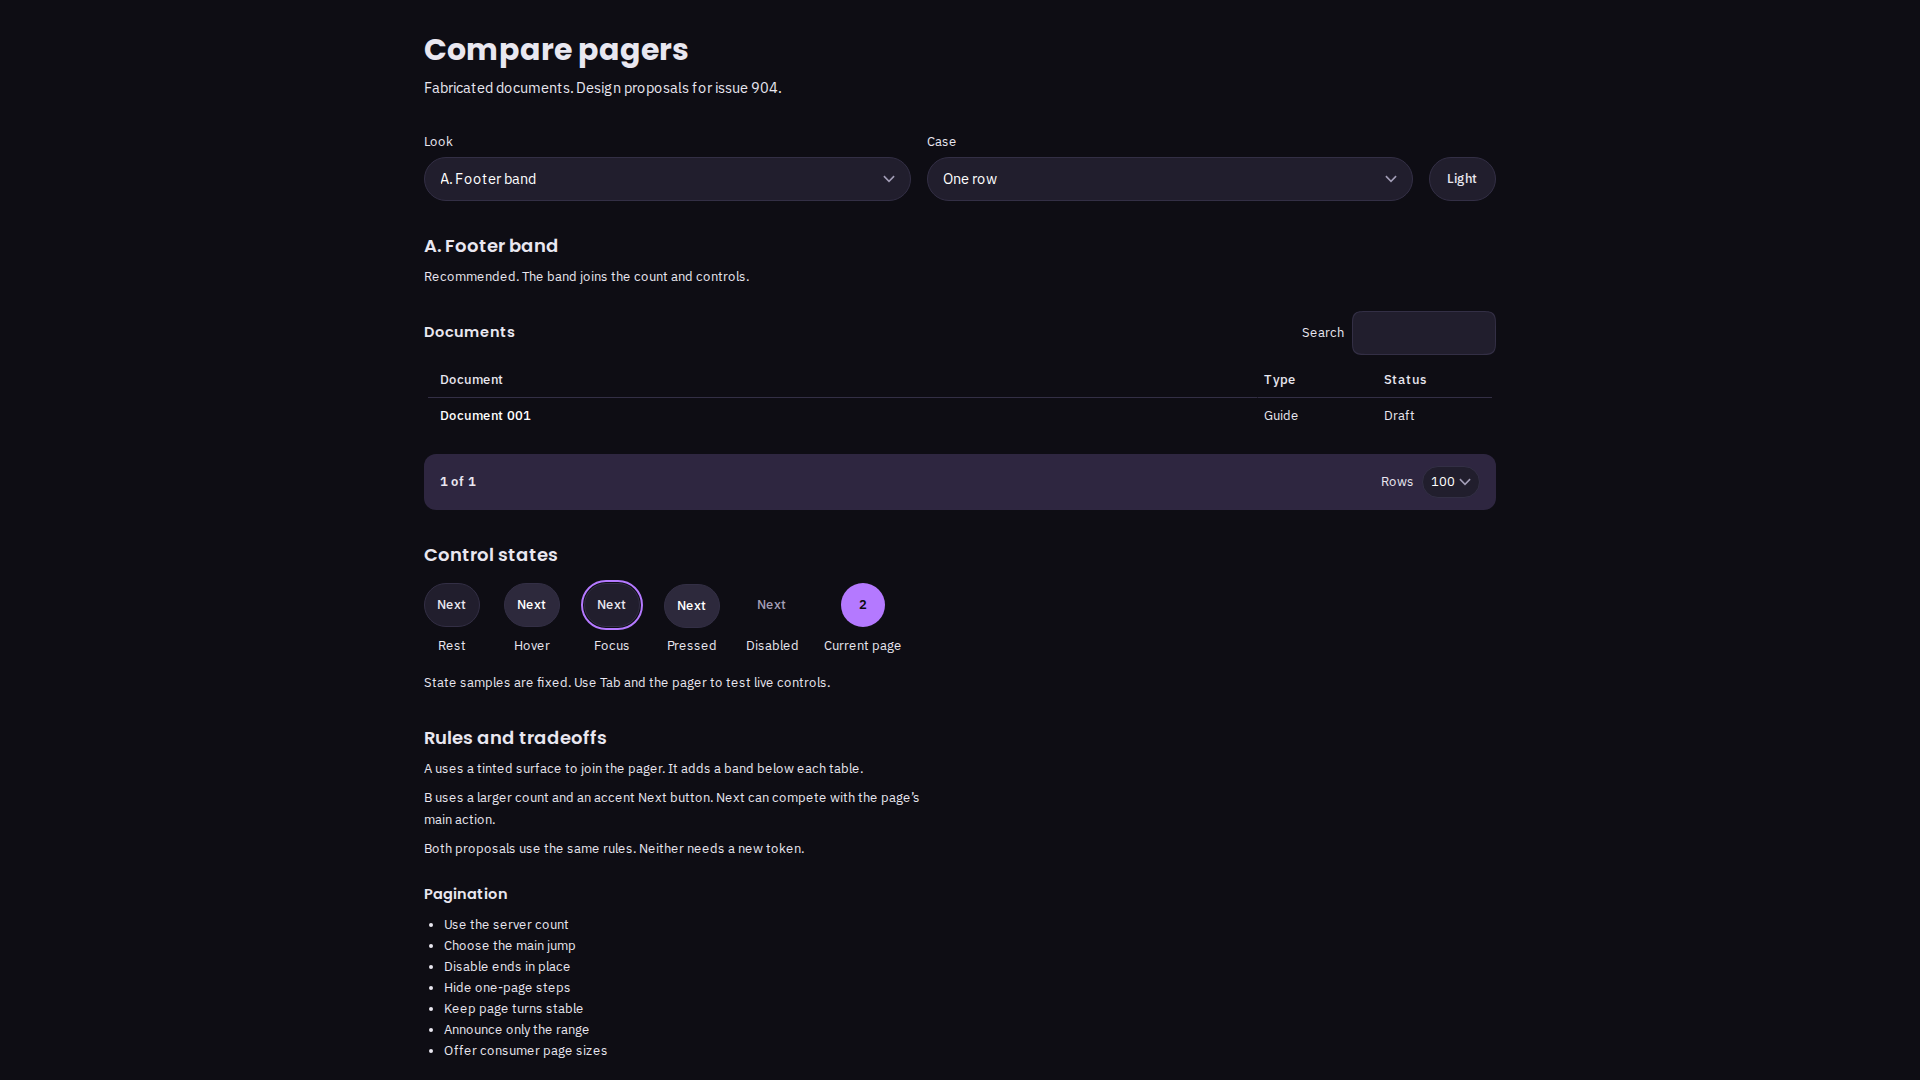 Compare pagers
Fabricated documents. Design proposals for issue 904.
Look
Case
A. Footer band
One row
Light
A. Footer band
Recommended. The band joins the count and controls.
Documents
Search
Document Type Status
Document 001 Guide Draft
1 of 1
Rows 100
Control states
Next Next Next Next Next 2
Rest Hover Focus Pressed Disabled Current page
State samples are fixed. Use Tab and the pager to test live controls.
Rules and tradeoffs
A uses a tinted surface to join the pager. It adds a band below each table.
B uses a larger count and an accent Next button. Next can compete with the page’s
main action.
Both proposals use the same rules. Neither needs a new token.
Pagination
• Use the server count
• Choose the main jump
• Disable ends in place
• Hide one-page steps
• Keep page turns stable
• Announce only the range
• Offer consumer page sizes